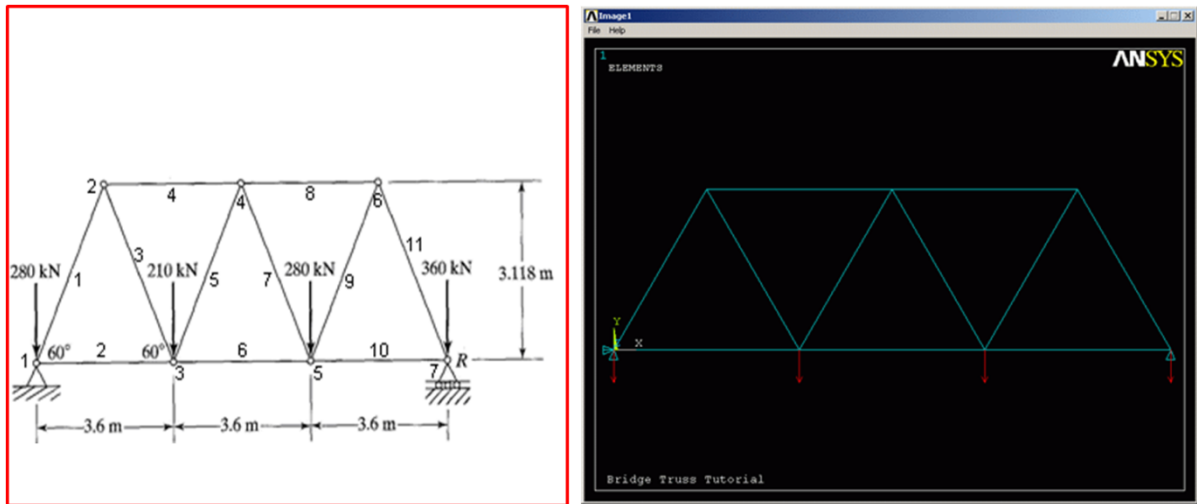 2
4
4
8
6
280 kN
1
3
210 kN
5
7
280 kN
9
11
360 kN
3.118 m
1
60°
2
60°
3
6
5
10
7
R
3.6 m
3.6 m
3.6 m
Image1
File Help
1
ELEMENTS
ANSYS
Y
X
Bridge Truss Tutorial